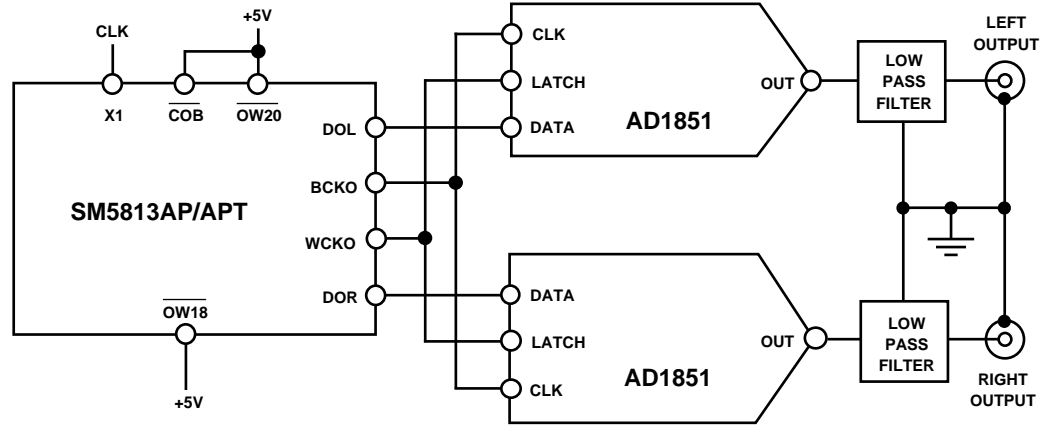 CLK
+5V
X1
COB
OW20
DOL
BCKO
WCKO
DOR
SM5813AP/APT
OW18
+5V
CLK
LATCH
DATA
OUT
AD1851
LOW
PASS
FILTER
LEFT
OUTPUT
DATA
LATCH
CLK
OUT
AD1851
LOW
PASS
FILTER
RIGHT
OUTPUT